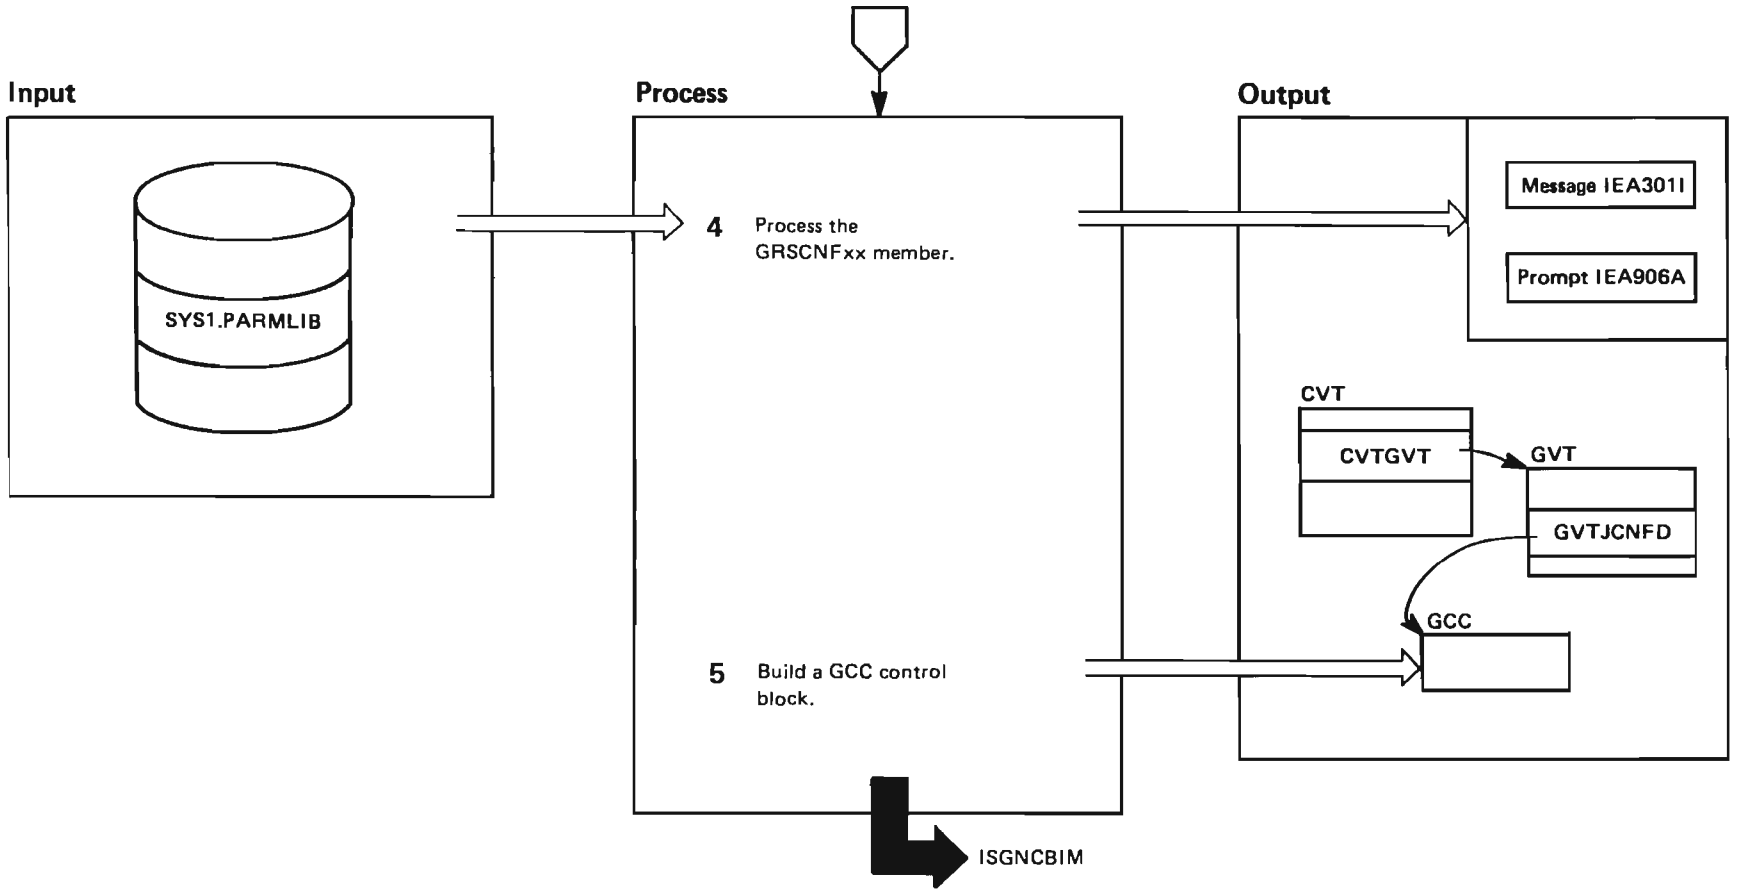 Input
Process
Output
SYS1.PARMLIB
4 Process the
GRSCNFxx member.
Message IEA301I
Prompt IEA906A
CVT
CVTGVT
GVT
GVTJCNFD
GCC
5 Build a GCC control
block.
ISGNCBIM